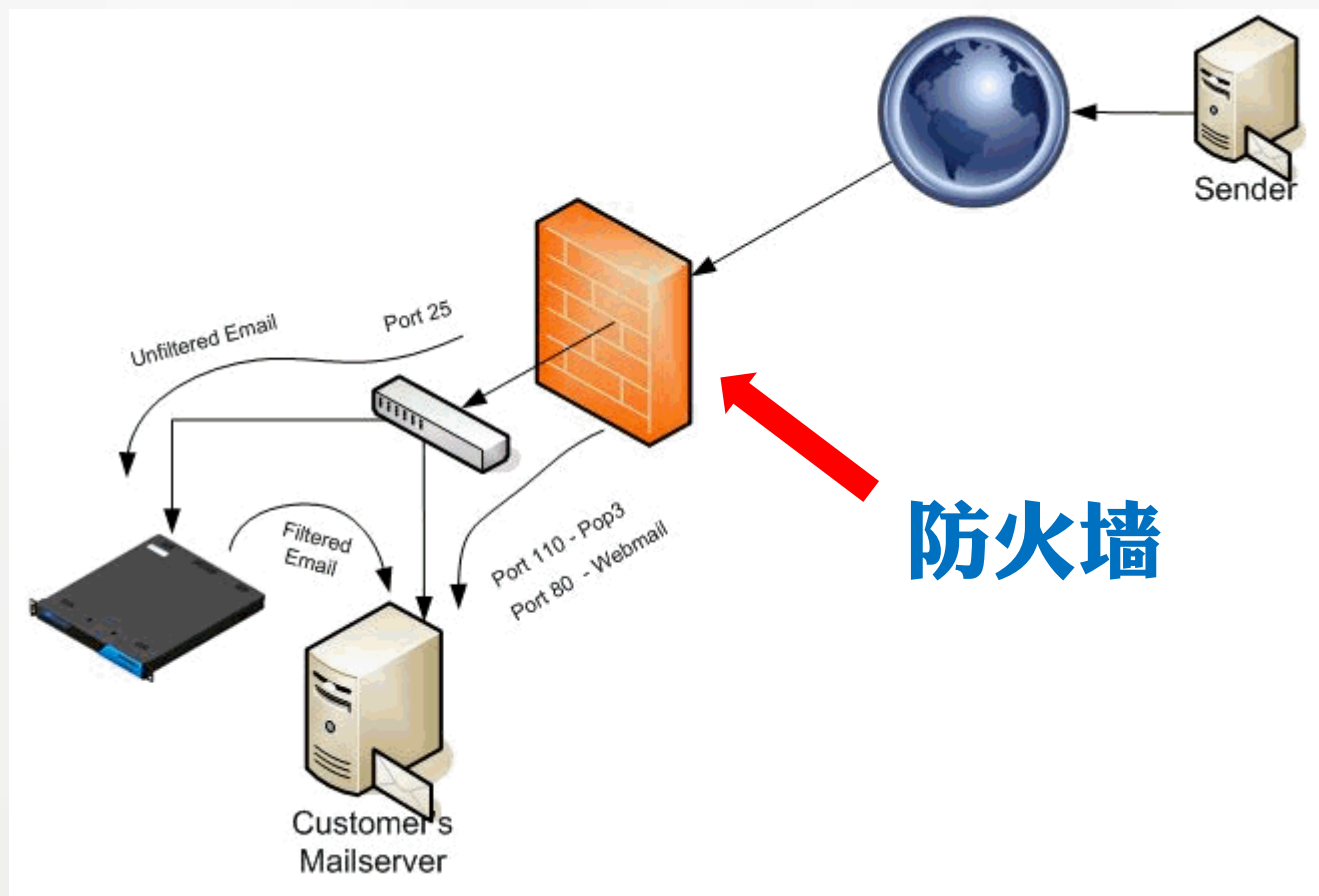 Sender
Port 25
Unfiltered Email
防火墙
Filtered
Email
Port 110 - Pop3
Port 80 - Webmail
Customer's
Mailserver